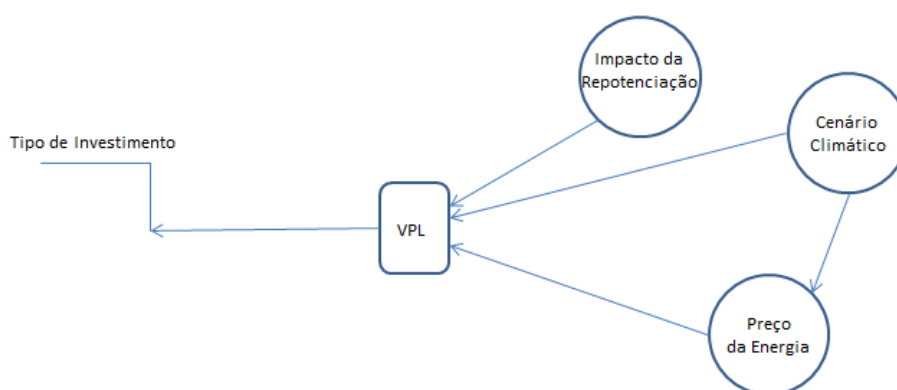 Impacto da
Repotenciação
Cenário
Climático
Tipo de Investimento
VPL
Preço
da Energia